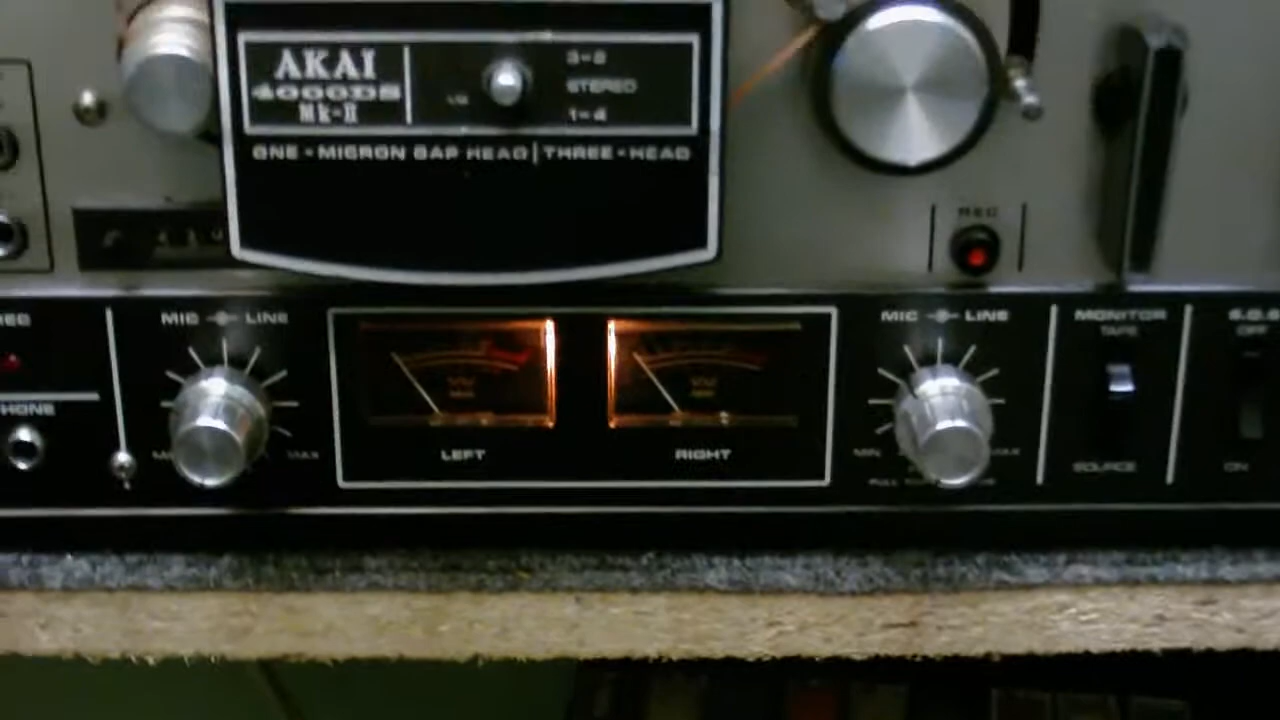 AKAI
4000DS
Mk-II
3-2
STEREO
1-4
ONE-MICRON GAP HEAD | THREE-HEAD
REC
MIC LINE
MIC LINE
MONITOR
TAPE
OFF
MAX
MIN
LEFT
RIGHT
SOURCE
ON